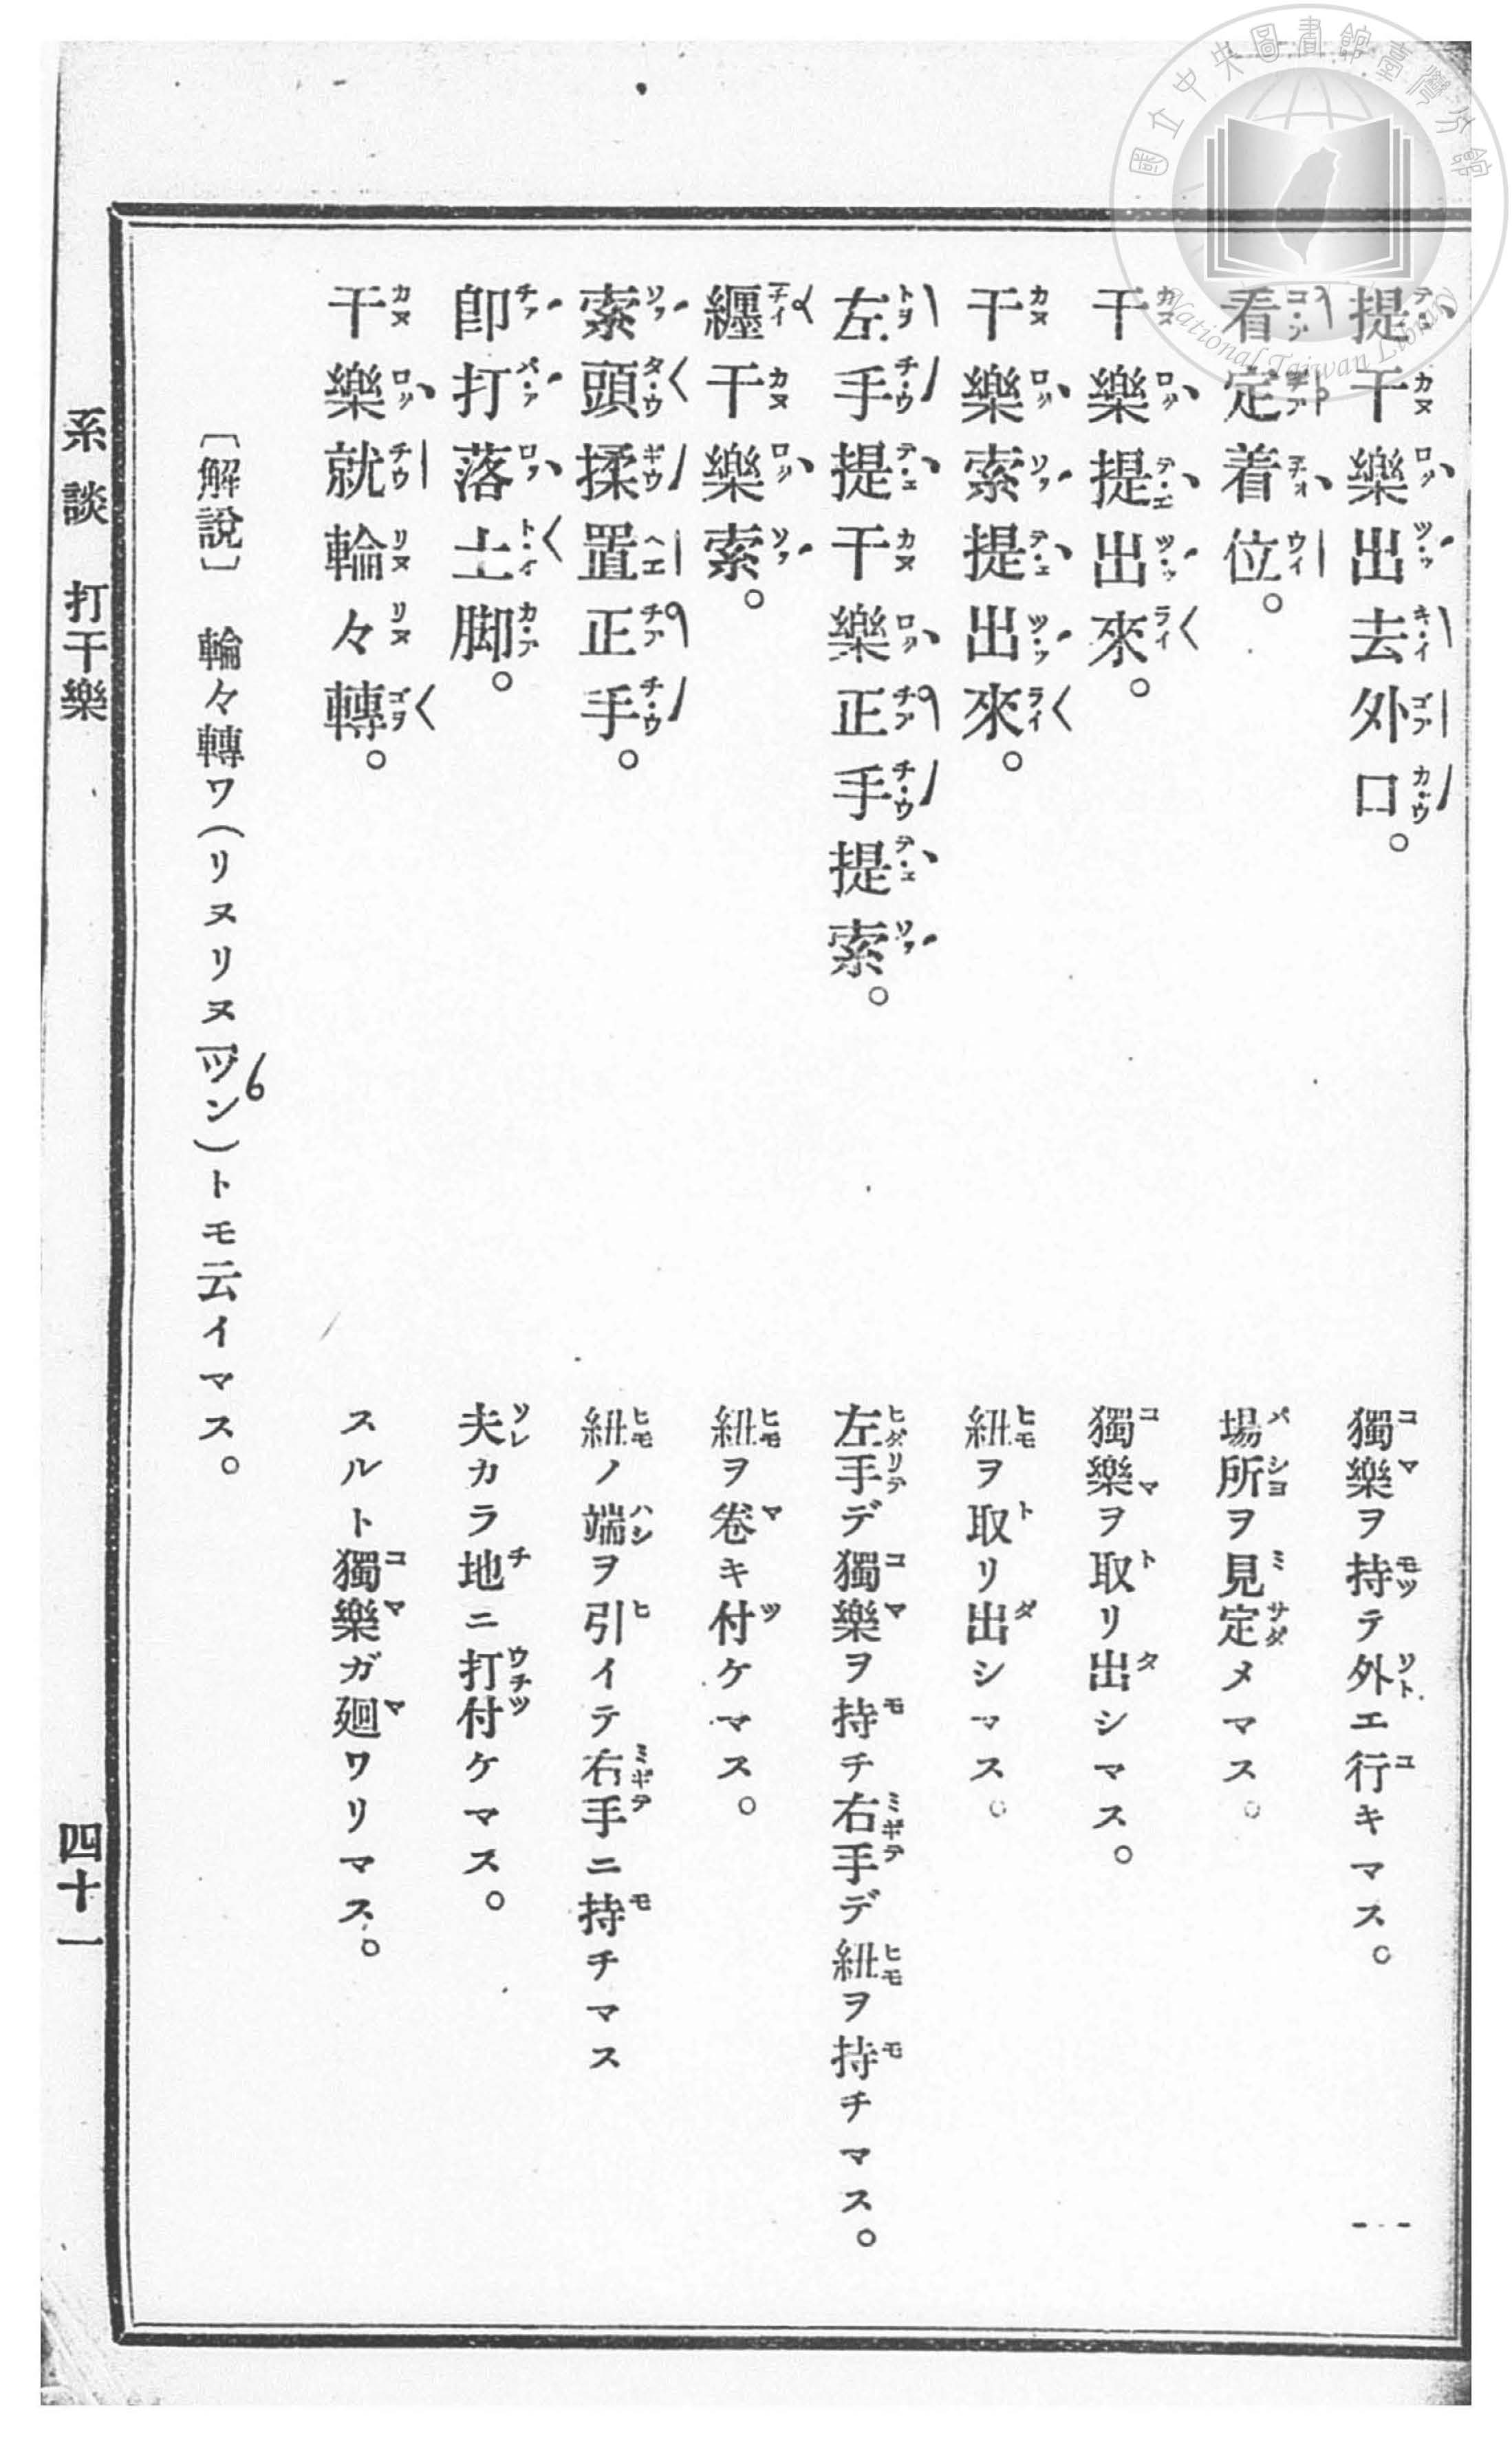 提干樂出去外口。
獨樂ヲ持テ外エ行キマス。
看定着位。
場所ヲ見定メマス。
干樂提出來。
獨樂ヲ取リ出シマス。
干樂索提出來。
紐ヲ取リ出シマス。
左手提干樂正手提索。
左手デ獨樂ヲ持チ右手デ紐ヲ持チマス。
纒干樂索。
紐ヲ卷キ付ケマス。
索頭揉置正手。
紐ノ端ヲ引イテ右手ニ持チマス
卽打落土脚。
夫カラ地ニ打付ケマス。
干樂就輪々轉。
スルト獨樂ガ廻ワリマス。
〔解說〕 輪々轉ワ(リヌリヌツン)トモ云イマス。
系談 打干樂 四十一
國立中央圖書館臺灣分館
National Taiwan Library